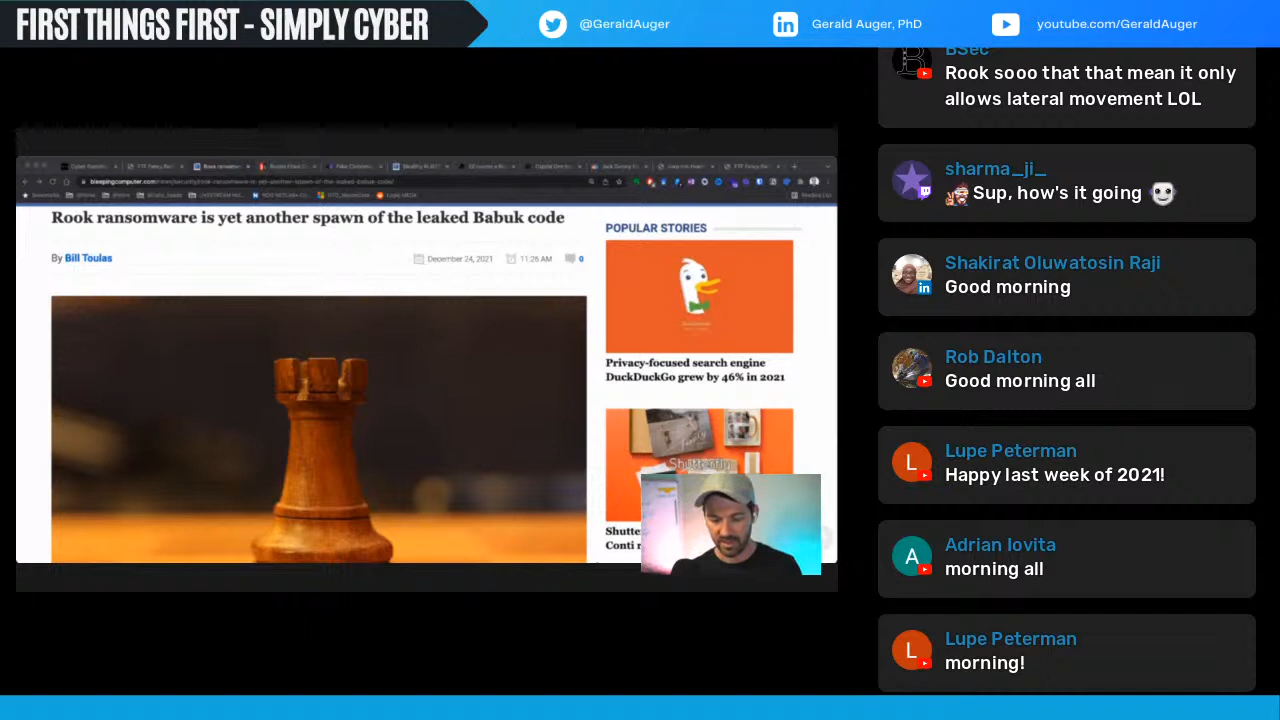 FIRST THINGS FIRST - SIMPLY CYBER
@GeraldAuger
Gerald Auger, PhD
youtube.com/GeraldAuger
Rook ransomware is yet another spawn of the leaked Babuk code
By Bill Toulas
December 24, 2021
11:26 AM
0
POPULAR STORIES
Privacy-focused search engine
DuckDuckGo grew by 46% in 2021
Shutterfly
Shutte
Conti r
BSec
Rook sooo that that mean it only
allows lateral movement LOL
sharma_ji_
Sup, how's it going
Shakirat Oluwatosin Raji
Good morning
Rob Dalton
Good morning all
L
Lupe Peterman
Happy last week of 2021!
A
Adrian Iovita
morning all
L
Lupe Peterman
morning!